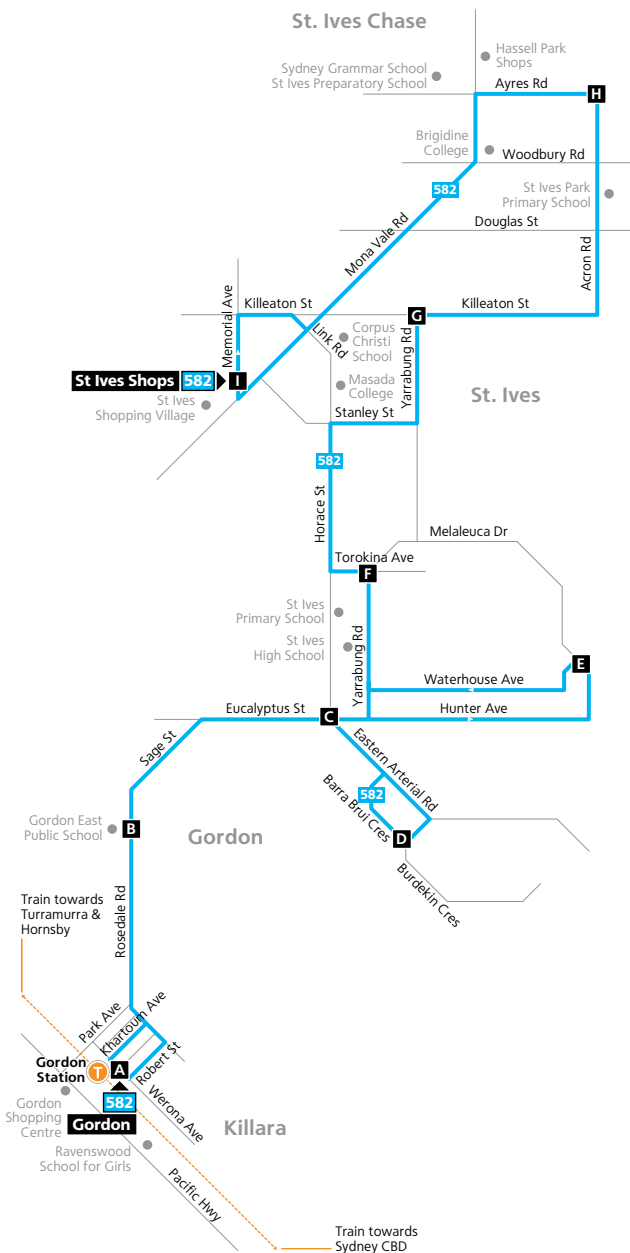 St. Ives Chase
Hassell Park
Shops
Sydney Grammar School
St Ives Preparatory School
Ayres Rd
H
Brigidine
College
Woodbury Rd
582
St Ives Park
Primary School
Douglas St
Mona Vale Rd
Acron Rd
Killeaton St
G
Killeaton St
Memorial Ave
Link Rd
Corpus
Christi
School
Yarrabung Rd
St Ives Shops
582
I
Masada
College
St. Ives
St Ives
Shopping Village
Stanley St
582
Horace St
Melaleuca Dr
Torokina Ave
F
St Ives
Primary School
St Ives
High School
Yarrabung Rd
E
Waterhouse Ave
Eucalyptus St
C
Hunter Ave
Sage St
Eastern Arterial Rd
582
Barra Brui Cres
Gordon East
Public School
B
Gordon
D
Burdekin Cres
Train towards
Turramurra &
Hornsby
Rosedale Rd
Park Ave
Khartoum Ave
Robert St
Gordon
Station
T
A
Werona Ave
582
Gordon
Gordon
Shopping
Centre
Killara
Ravenswood
School for Girls
Pacific Hwy
Train towards
Sydney CBD